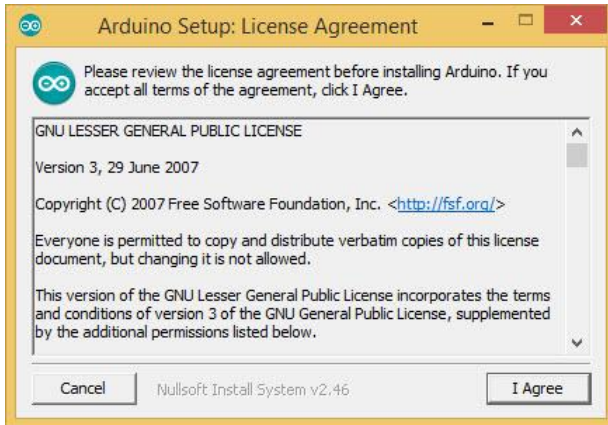 Arduino Setup: License Agreement
Please review the license agreement before installing Arduino. If you
accept all terms of the agreement, click I Agree.
GNU LESSER GENERAL PUBLIC LICENSE
Version 3, 29 June 2007
Copyright (C) 2007 Free Software Foundation, Inc. <http://fsf.org/>
Everyone is permitted to copy and distribute verbatim copies of this license
document, but changing it is not allowed.
This version of the GNU Lesser General Public License incorporates the terms
and conditions of version 3 of the GNU General Public License, supplemented
by the additional permissions listed below.
Cancel
Nullsoft Install System v2.46
I Agree